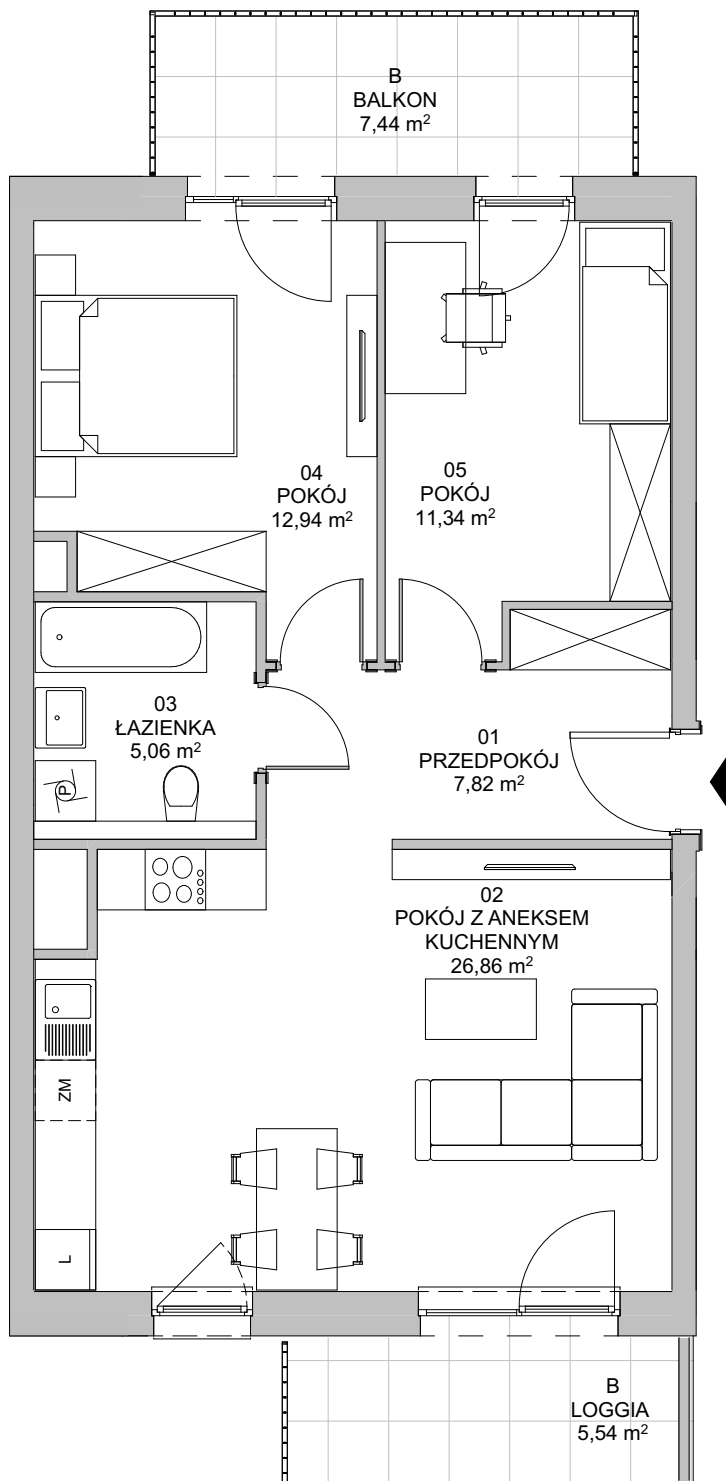 B
BALKON
7,44 m²
04
POKÓJ
12,94 m²
05
POKÓJ
11,34 m²
03
ŁAZIENKA
5,06 m²
P
01
PRZEDPOKÓJ
7,82 m²
02
POKÓJ Z ANEKSEM
KUCHENNYM
26,86 m²
ZM
L
B
LOGGIA
5,54 m²